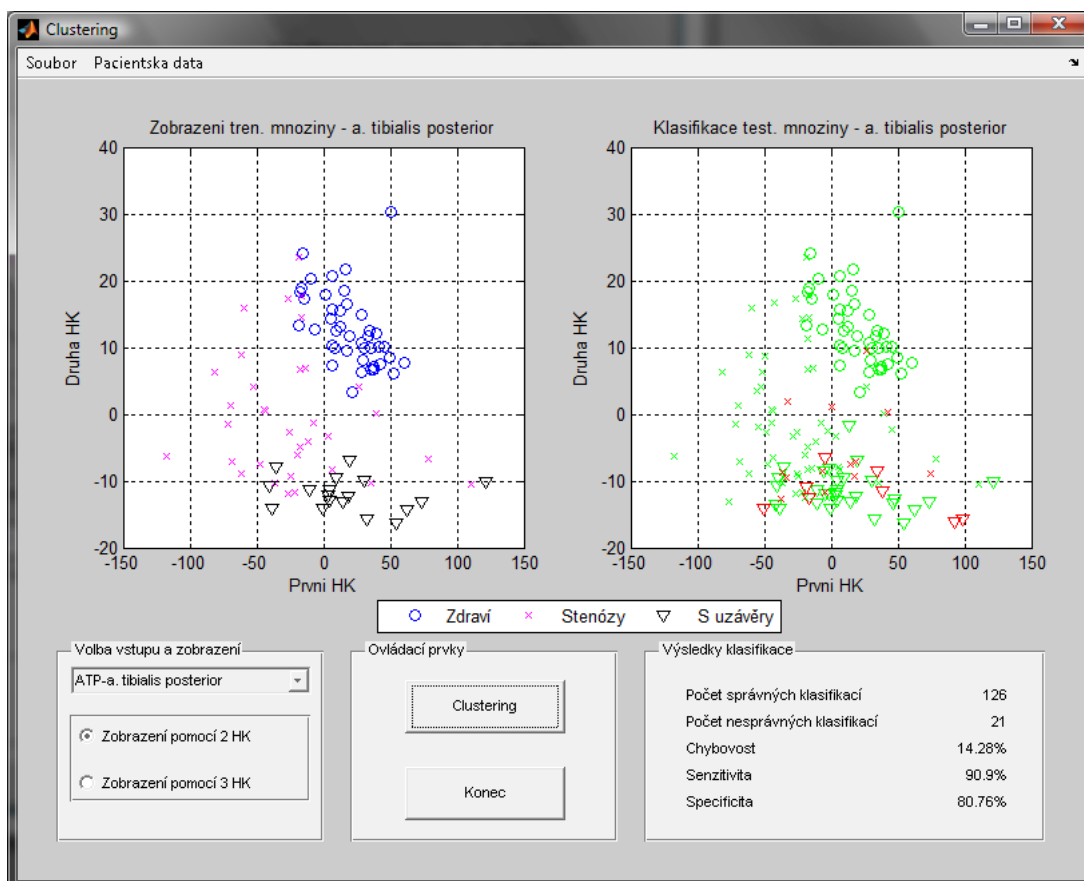 Clustering
Soubor Pacientska data
Zobrazeni tren. mnoziny - a. tibialis posterior
40
30
20
10
0
-10
-20
Druha HK
-150 -100 -50 0 50 100 150
Prvni HK
Klasifikace test. mnoziny - a. tibialis posterior
40
30
20
10
0
-10
-20
Druha HK
-150 -100 -50 0 50 100 150
Prvni HK
Zdraví Stenózy S uzávěry
Volba vstupu a zobrazení
ATP-a. tibialis posterior
Zobrazení pomocí 2 HK
Zobrazení pomocí 3 HK
Ovládací prvky
Clustering
Konec
Výsledky klasifikace
Počet správných klasifikací 126
Počet nesprávných klasifikací 21
Chybovost 14.28%
Senzitivita 90.9%
Specificita 80.76%